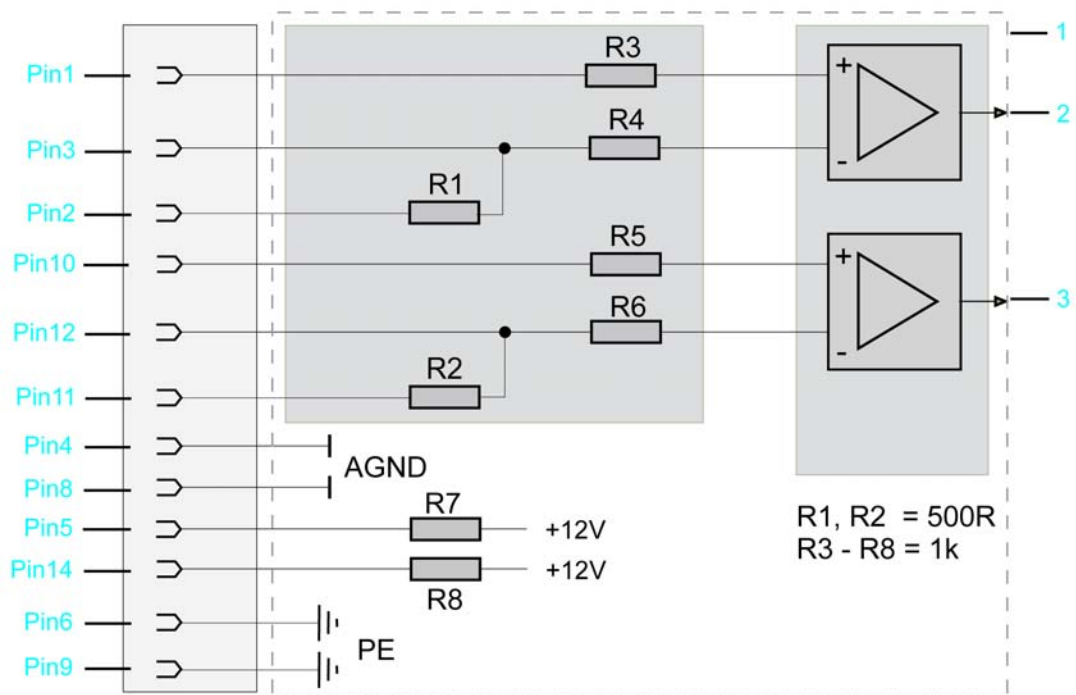 1
R3
Pin1
+
R4
2
Pin3
-
R1
Pin2
R5
Pin10
+
R6
3
Pin12
-
R2
Pin11
Pin4
AGND
Pin8
R7
Pin5
+12V
R1, R2 = 500R
R3 - R8 = 1k
Pin14
+12V
R8
Pin6
PE
Pin9